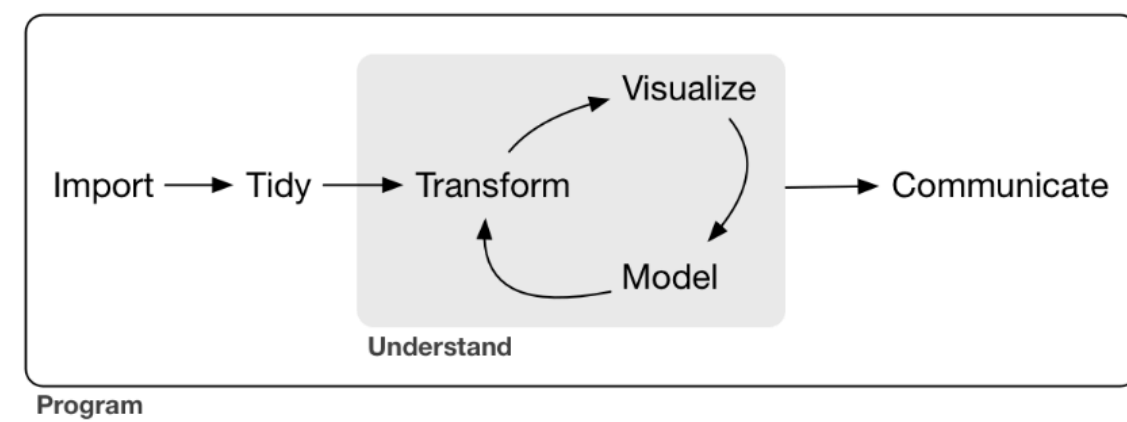 Visualize
Import
Tidy
Transform
Communicate
Model
Understand
Program